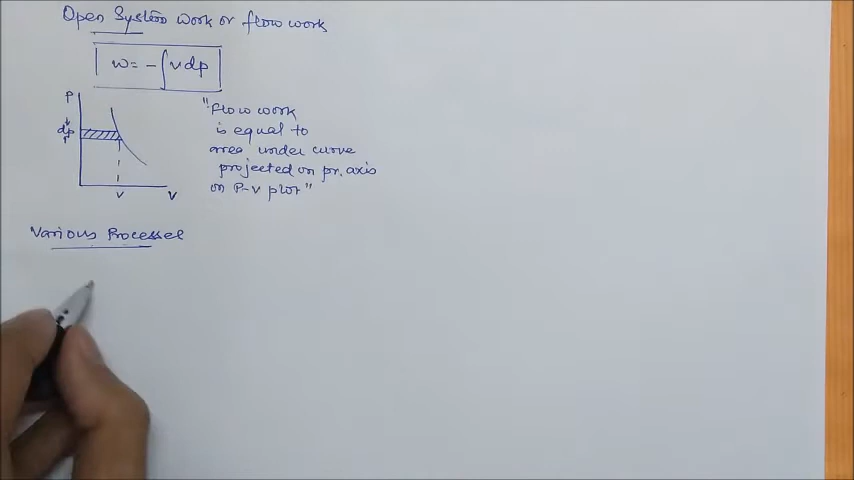 Open System Work or flow work
w = - ∫ v dp
P
dp
v
V
"Flow work
is equal to
area under curve
projected on pr. axis
on P-v plot"
Various Processes